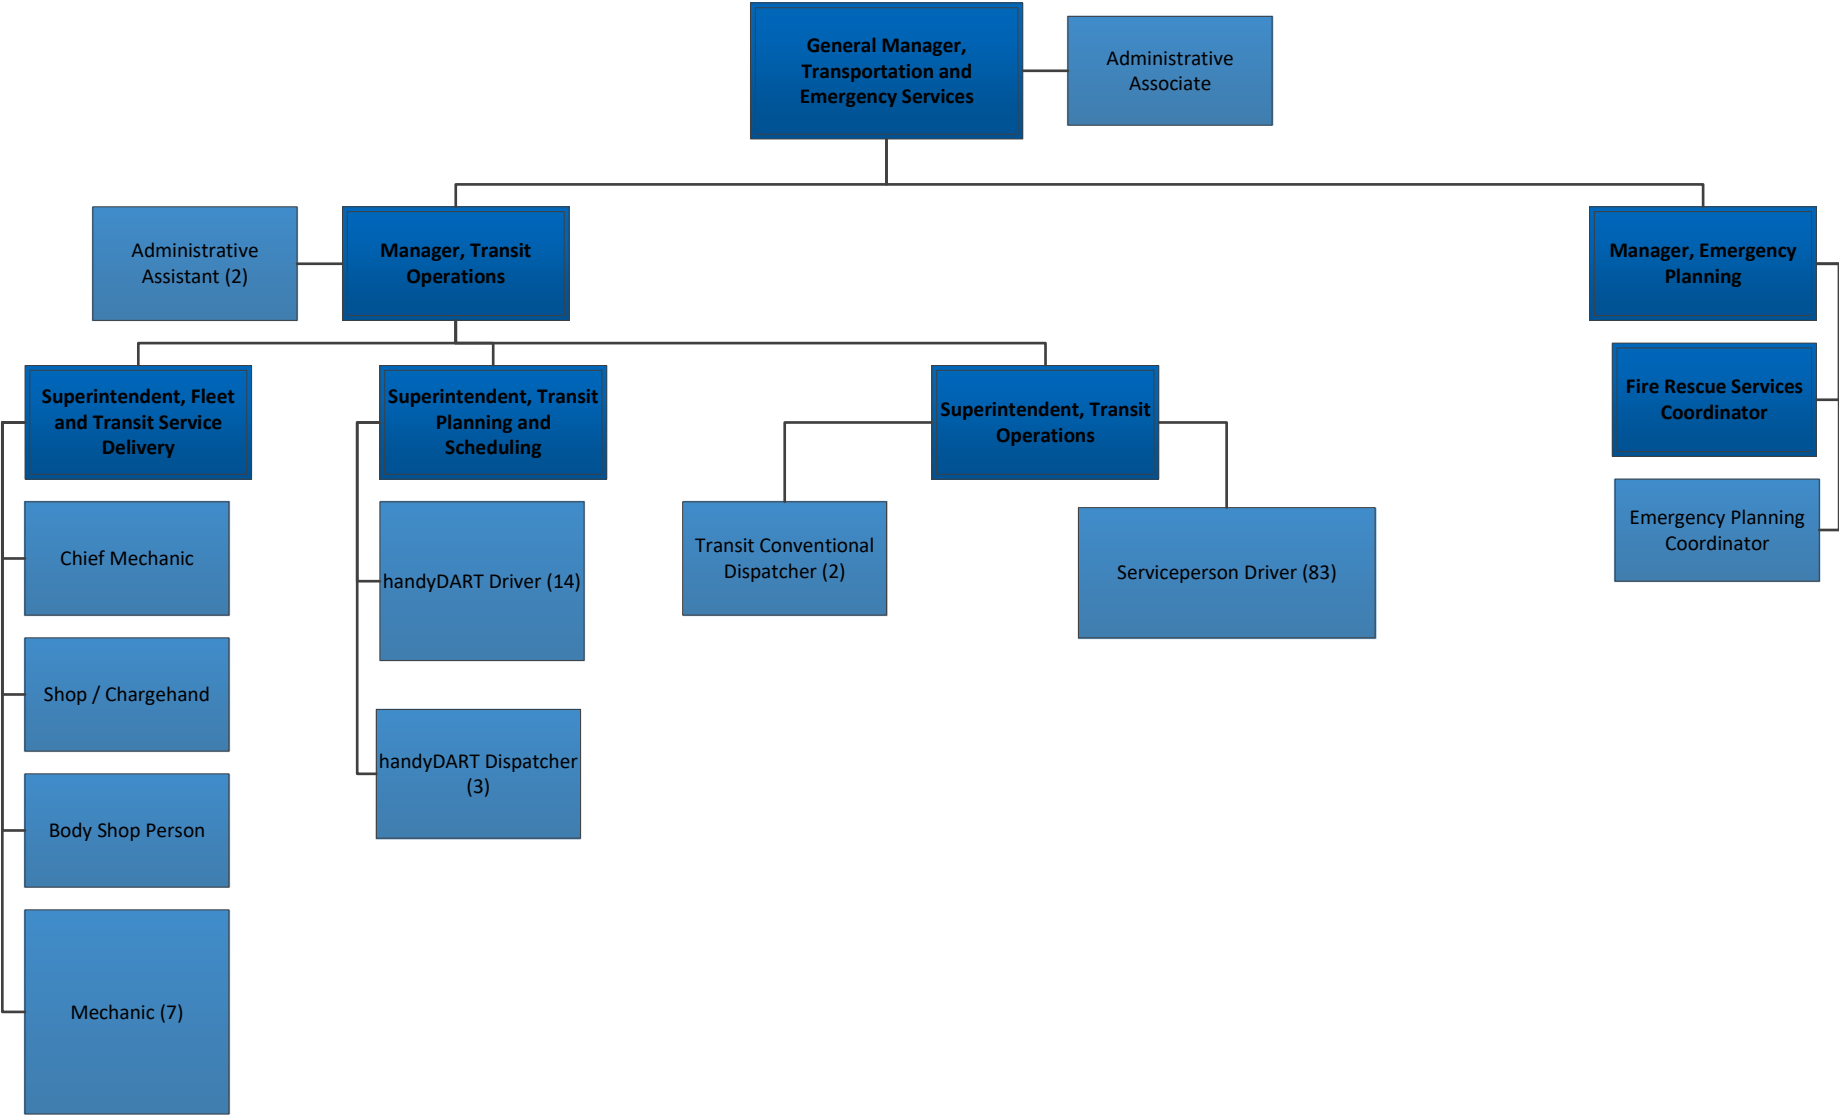 General Manager,
Transportation and
Emergency Services
Administrative
Associate
Administrative
Assistant (2)
Manager, Transit
Operations
Manager, Emergency
Planning
Superintendent, Fleet
and Transit Service
Delivery
Superintendent, Transit
Planning and
Scheduling
Superintendent, Transit
Operations
Fire Rescue Services
Coordinator
Chief Mechanic
handyDART Driver (14)
Transit Conventional
Dispatcher (2)
Serviceperson Driver (83)
Emergency Planning
Coordinator
Shop / Chargehand
handyDART Dispatcher
(3)
Body Shop Person
Mechanic (7)